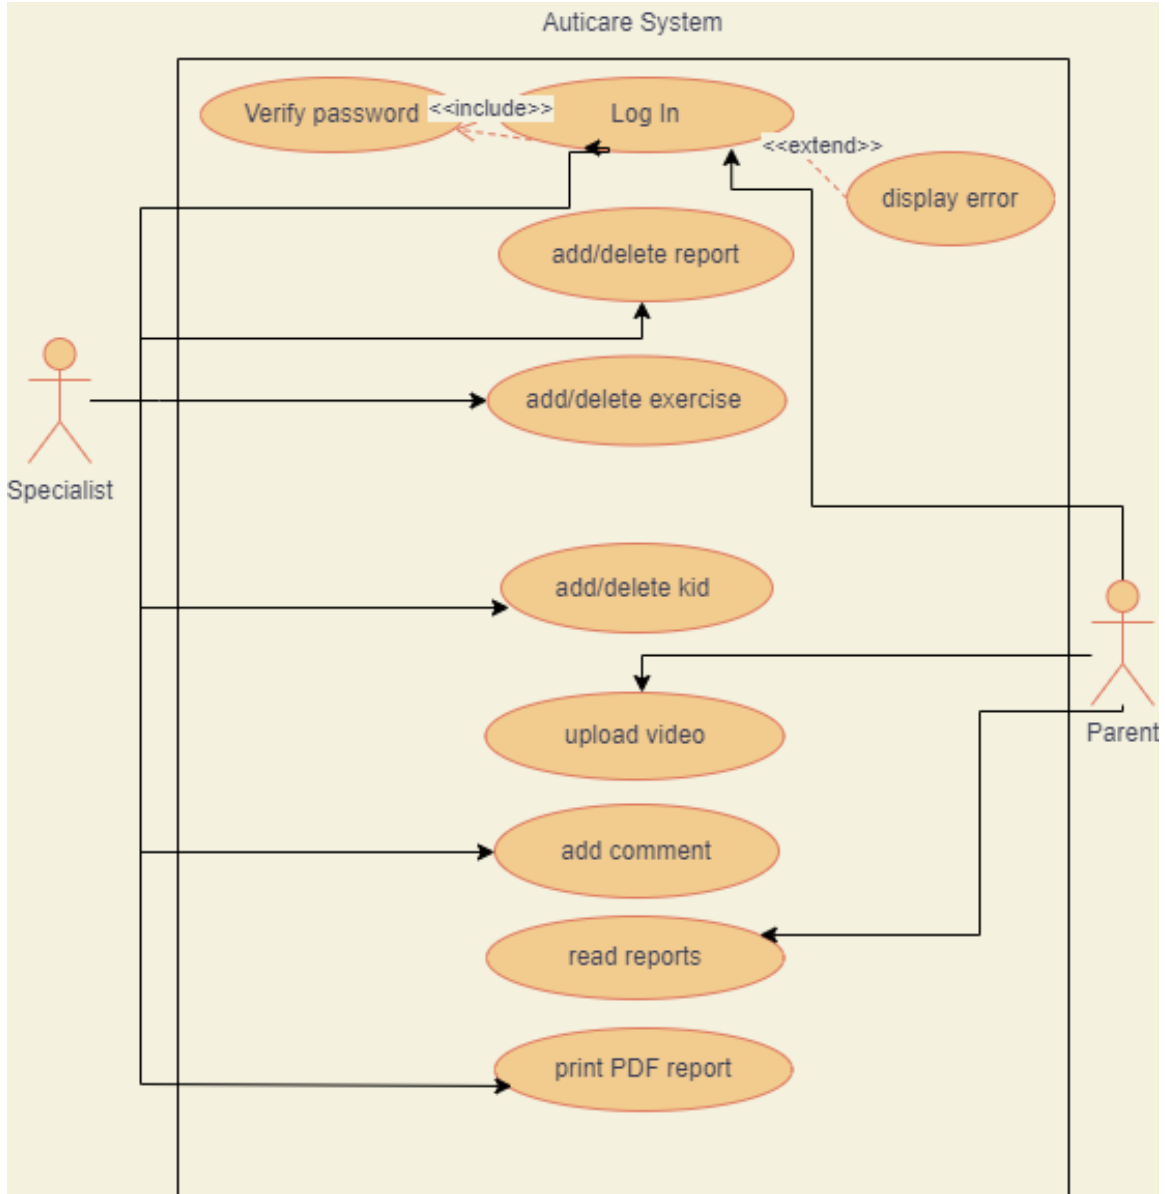 Auticare System
Verify password
<<include>>
Log In
<<extend>>
display error
add/delete report
add/delete exercise
Specialist
add/delete kid
upload video
Parent
add comment
read reports
print PDF report